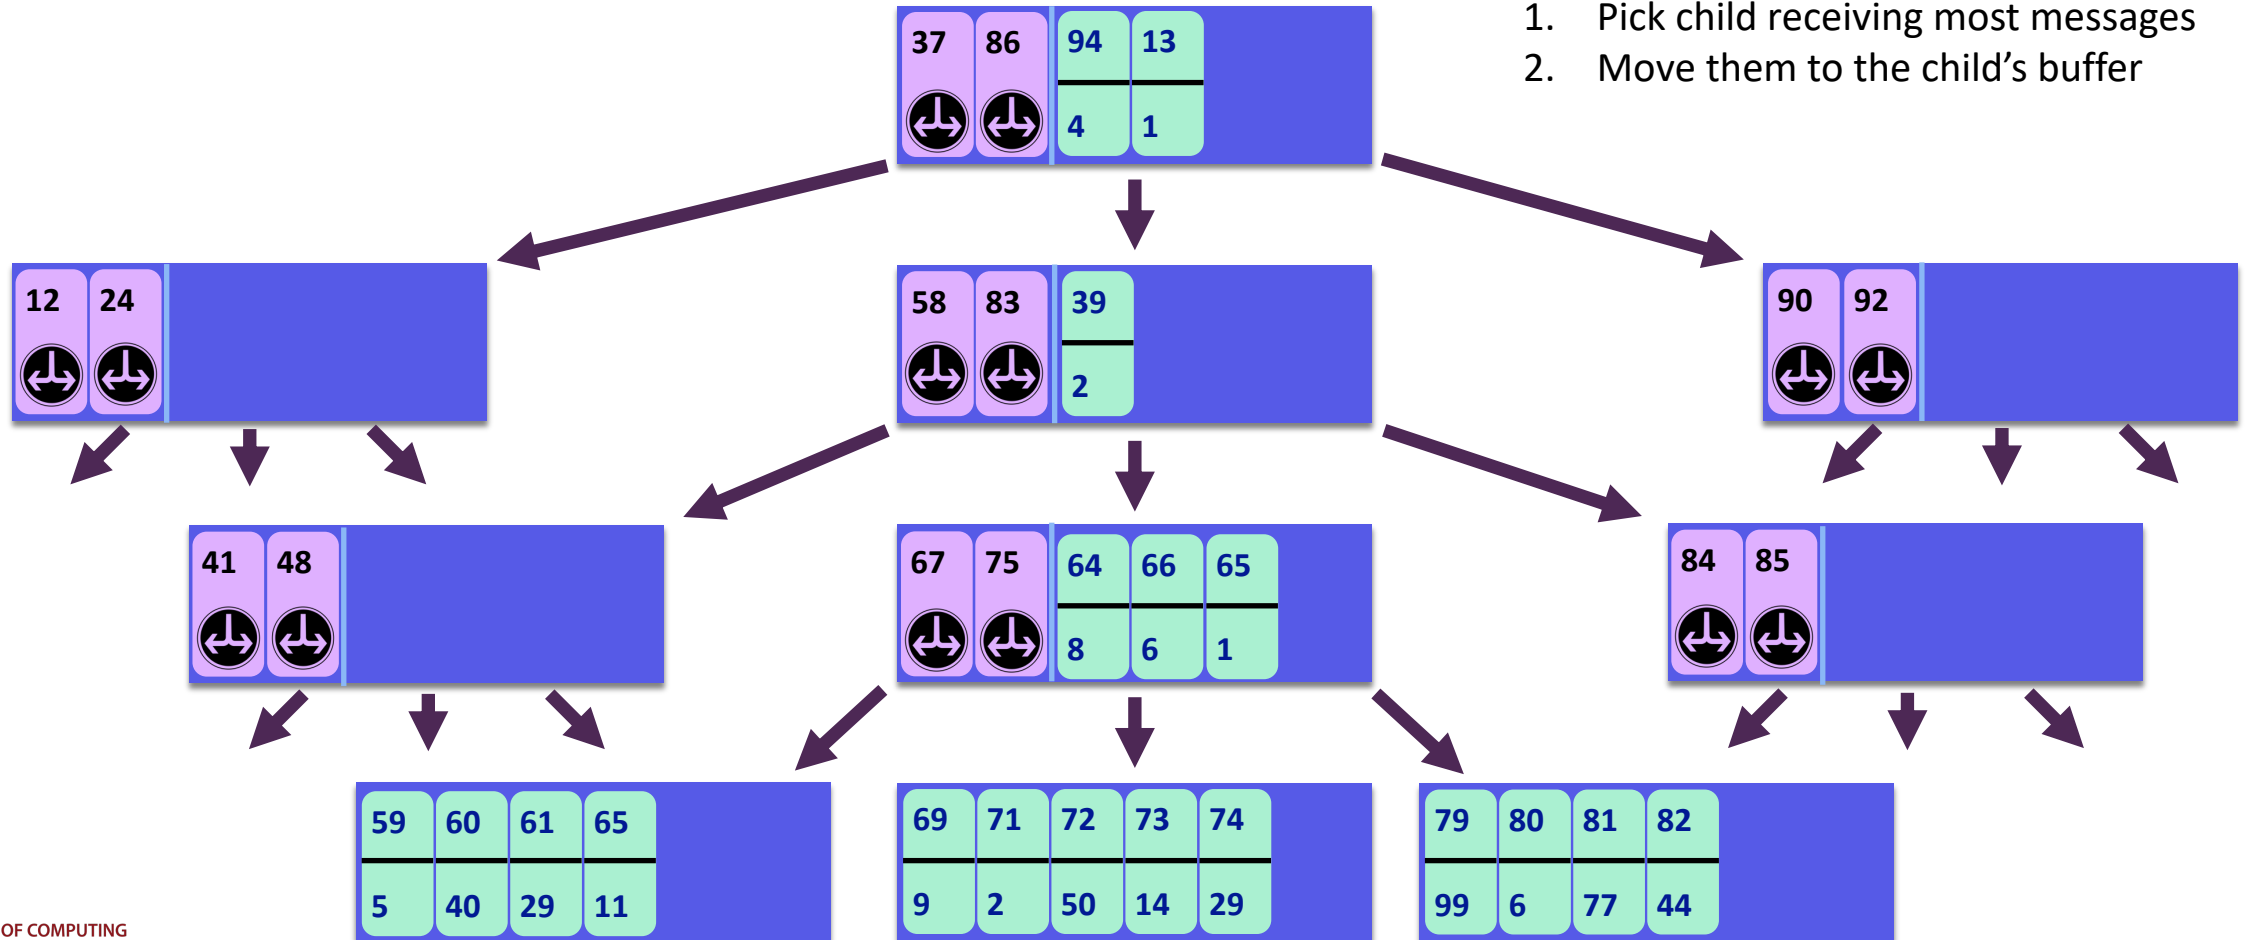 1. Pick child receiving most messages
2. Move them to the child's buffer
37 86 94 13
4 1
12 24
58 83 39
2
90 92
41 48
67 75 64 66 65
8 6 1
84 85
59 60 61 65
5 40 29 11
69 71 72 73 74
9 2 50 14 29
79 80 81 82
99 6 77 44
OF COMPUTING